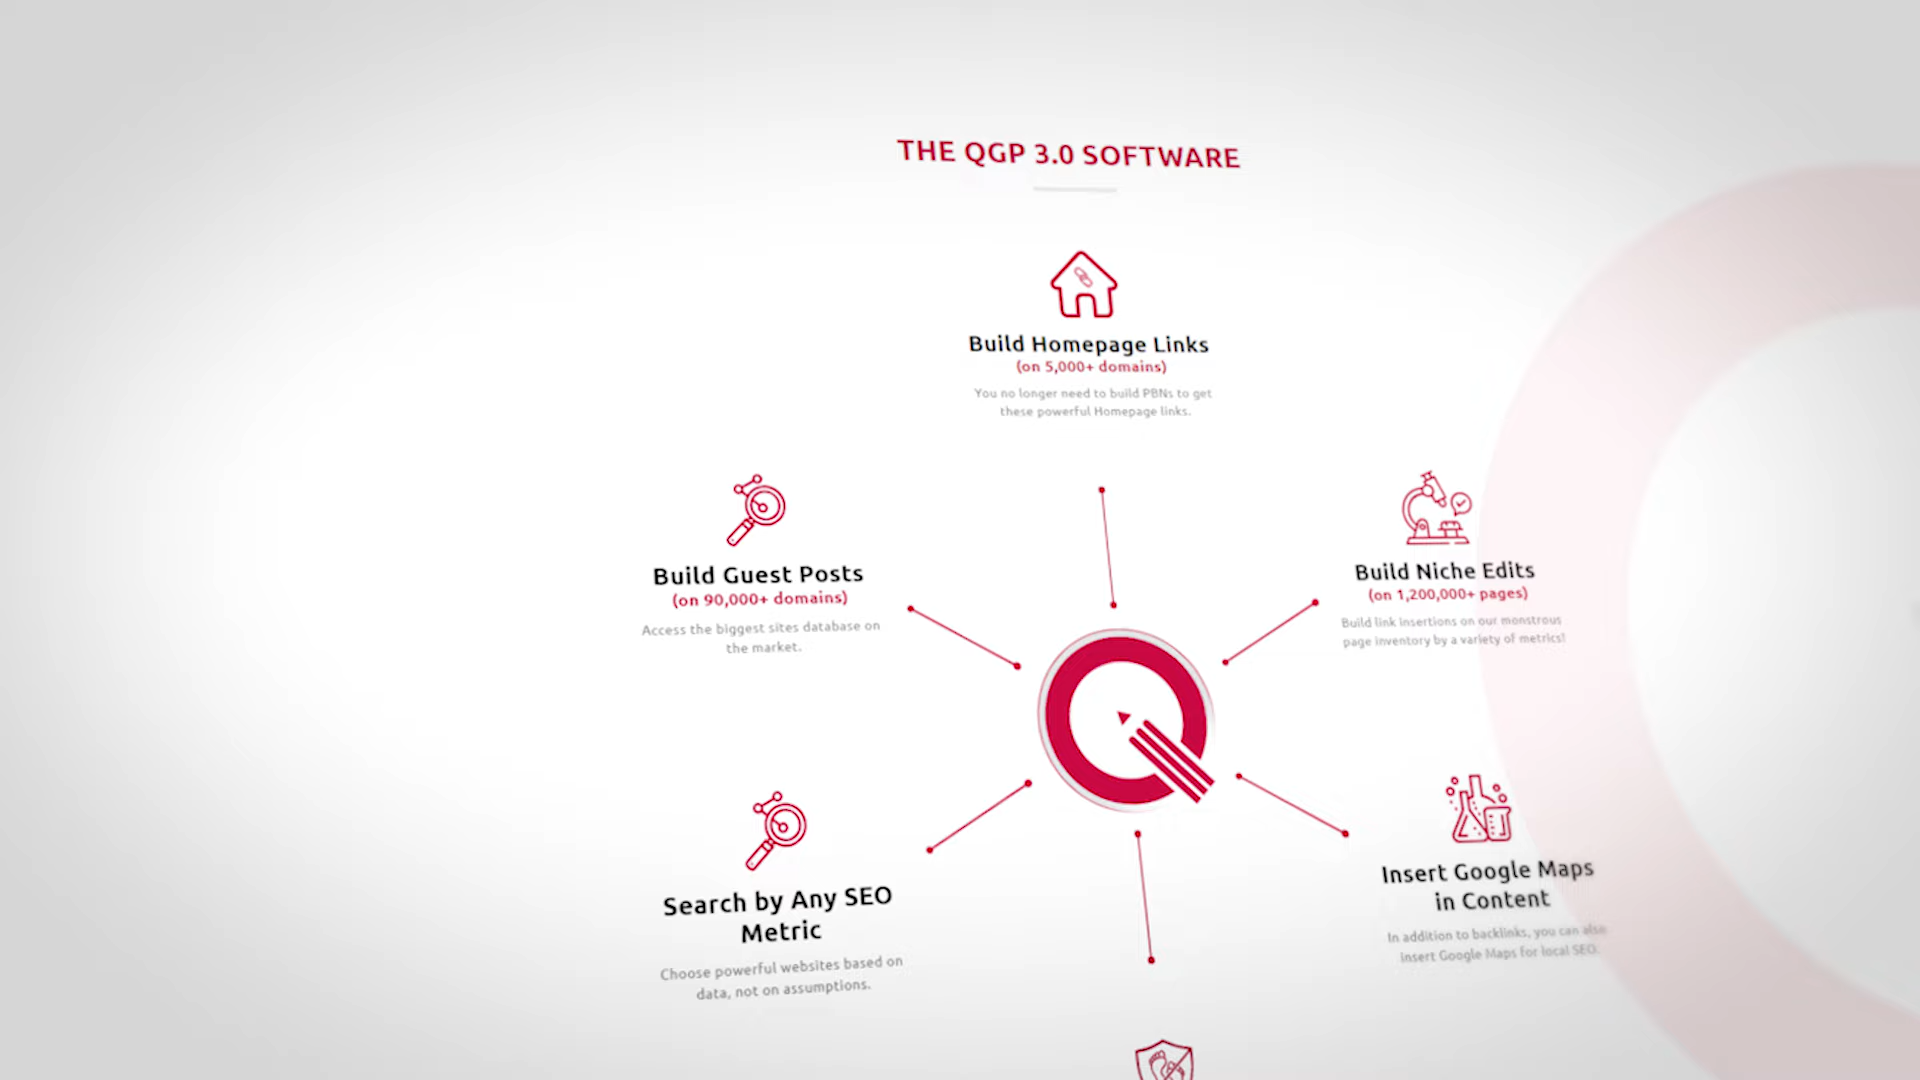 THE QGP 3.0 SOFTWARE
Build Homepage Links
(on 5,000+ domains)
You no longer need to build PBNs to get
these powerful Homepage links.
Build Guest Posts
(on 90,000+ domains)
Access the biggest sites database on
the market.
Build Niche Edits
(on 1,200,000+ pages)
Build link insertions on our monstrous
page inventory by a variety of metrics!
Search by Any SEO
Metric
Choose powerful websites based on
data, not on assumptions.
Insert Google Maps
in Content
In addition to backlinks, you can also
insert Google Maps for local SEO.